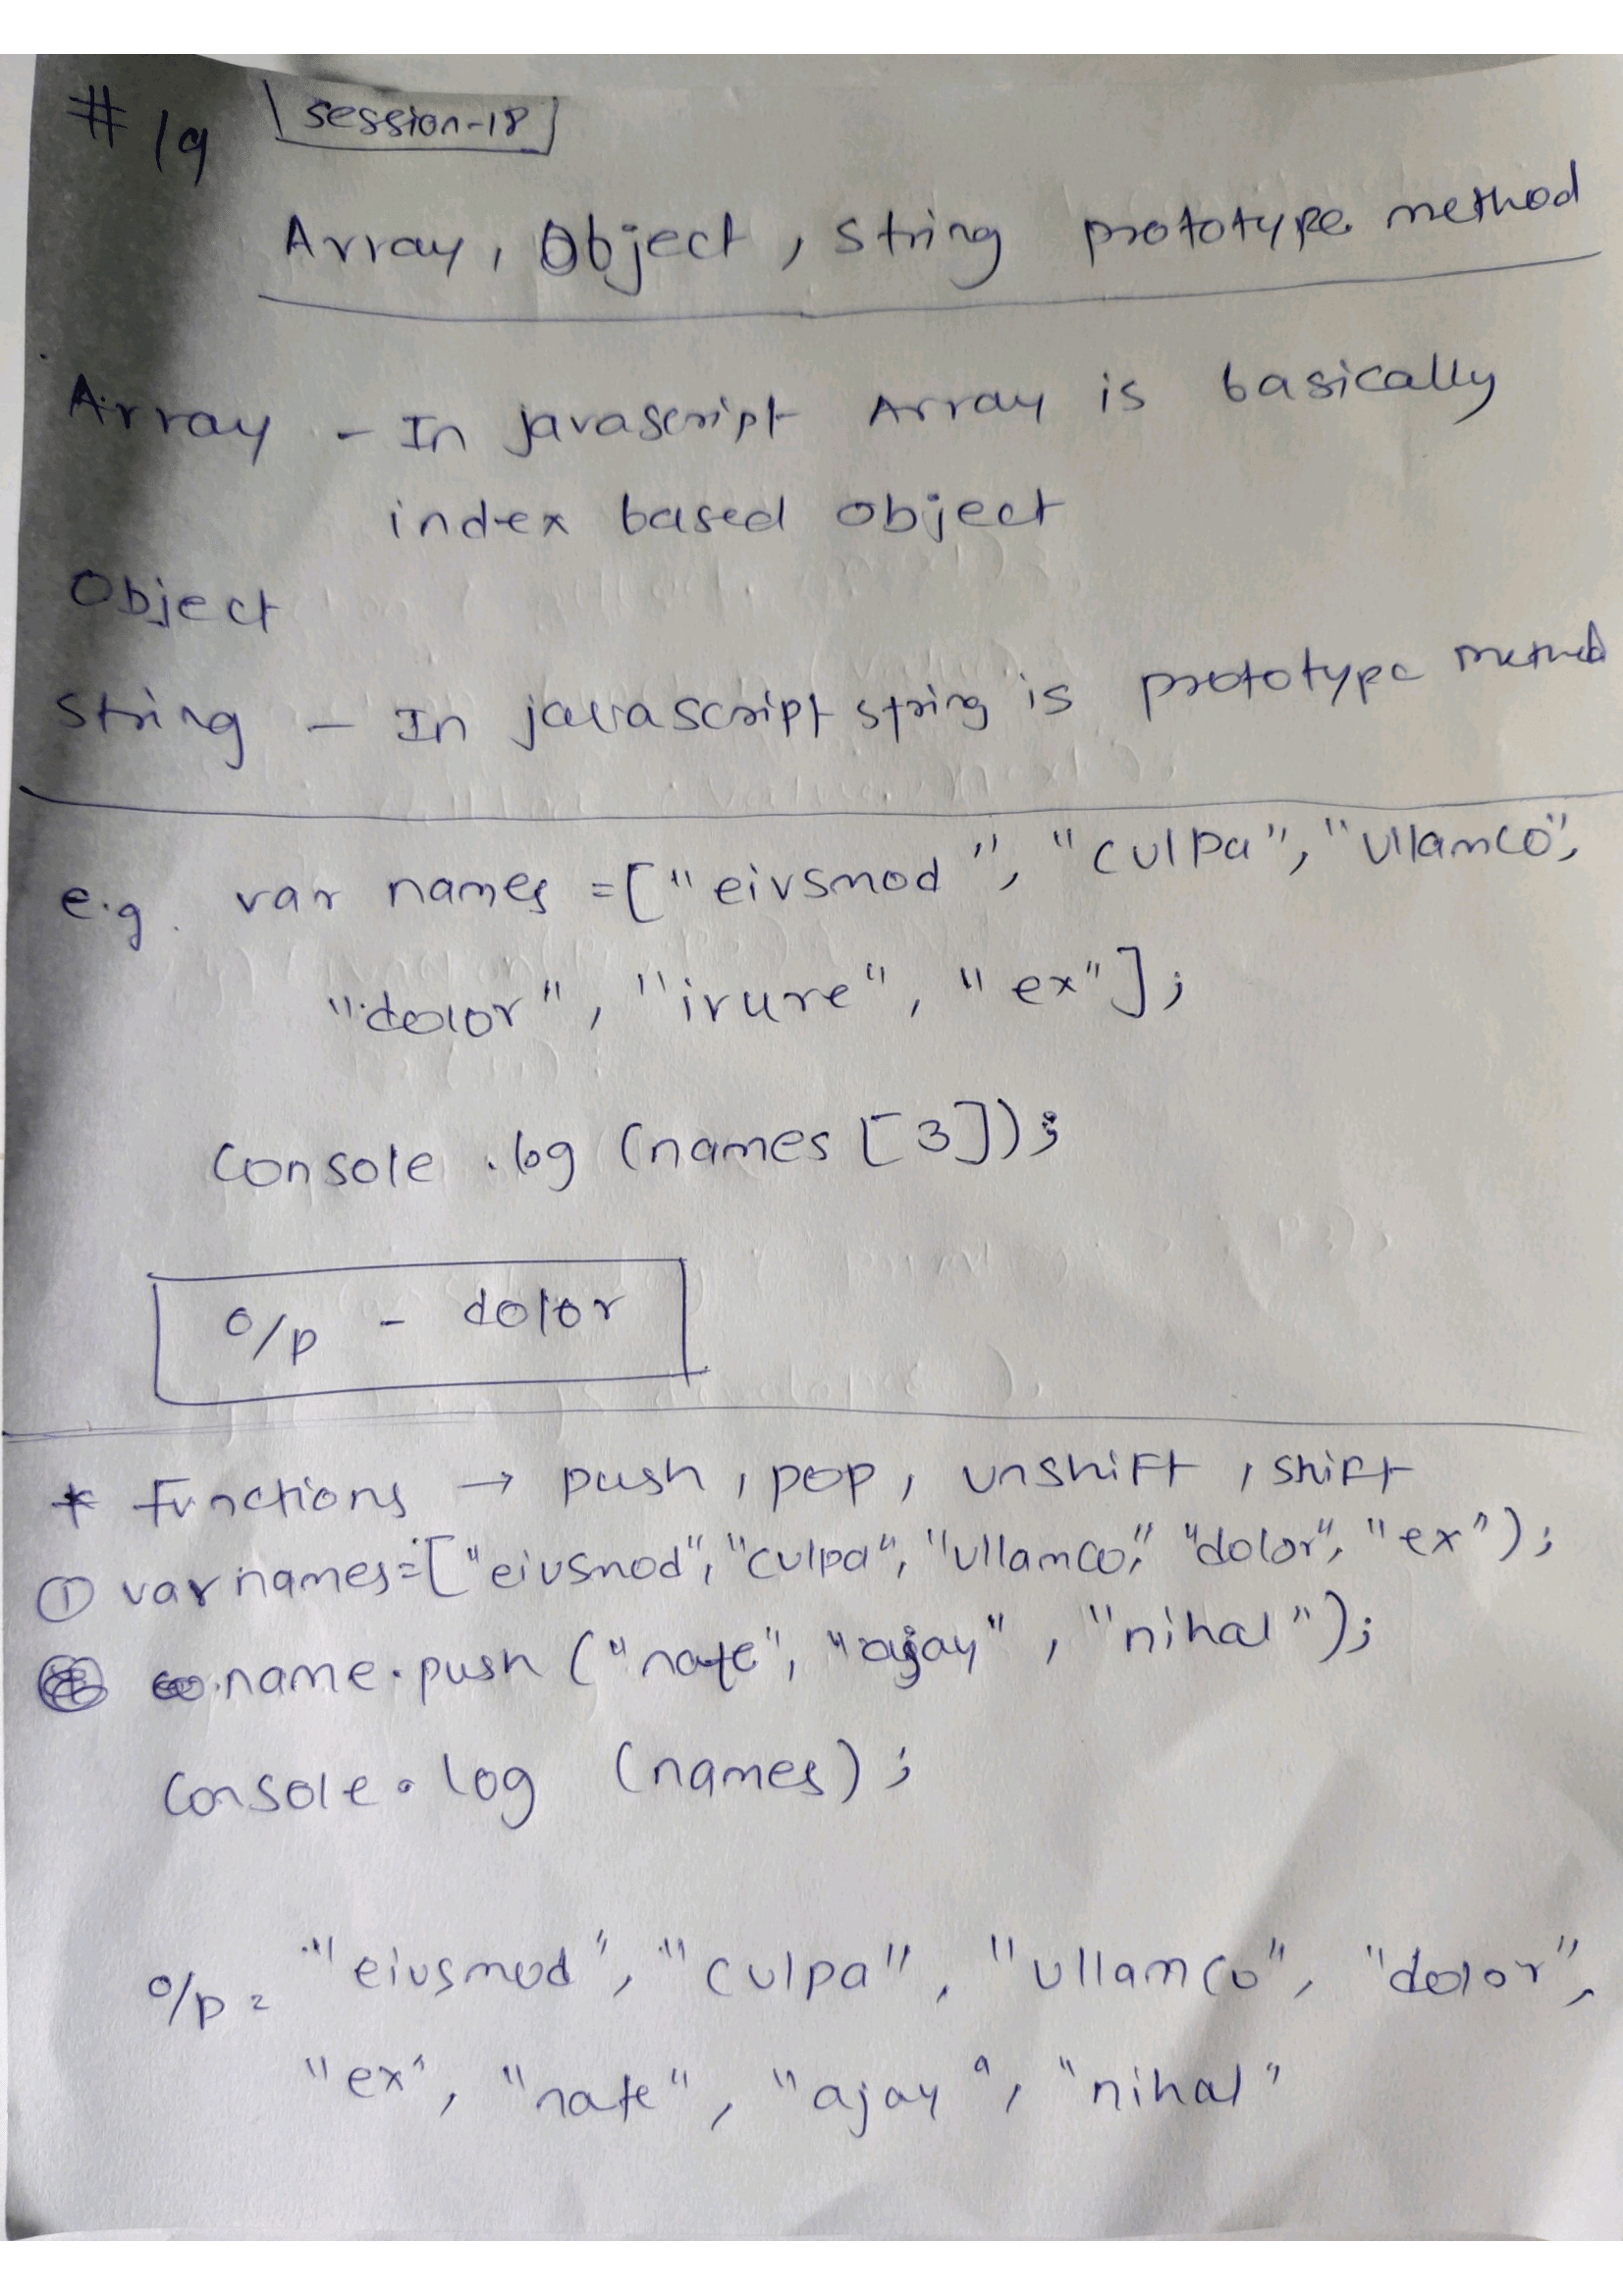 # 19 session-18
Array, Object, string prototype method
Array - In javascript Array is basically
index based object
Object
string - In javascript string is prototype method
e.g. var names =["eivsmod", "culpa", "ullamco",
"dolor", "irure", "ex"];
console.log (names [3]);
o/p - dolor
* functions → push, pop, unshift, shift
① var names=["eiusmod", "culpa", "ullamco", "dolor", "ex");
name.push ("nate", "ajay", "nihal");
console.log (names);
o/p = "eiusmod", "culpa", "ullamco", "dolor",
"ex", "nate", "ajay", "nihal"